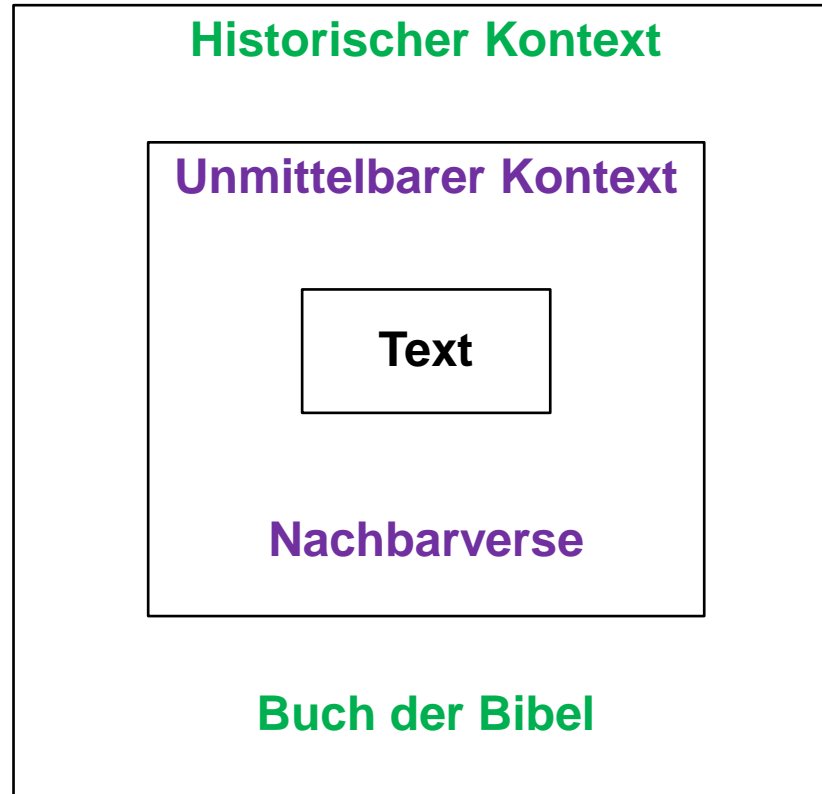 Historischer Kontext
Unmittelbarer Kontext
Text
Nachbarverse
Buch der Bibel